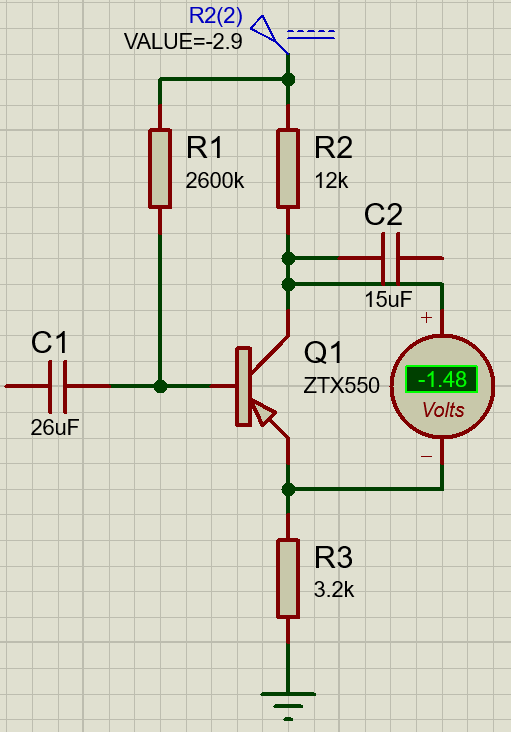 R2(2)
VALUE=-2.9
R1
2600k
R2
12k
C2
15uF
C1
26uF
Q1
ZTX550
+
-1.48
Volts
−
R3
3.2k